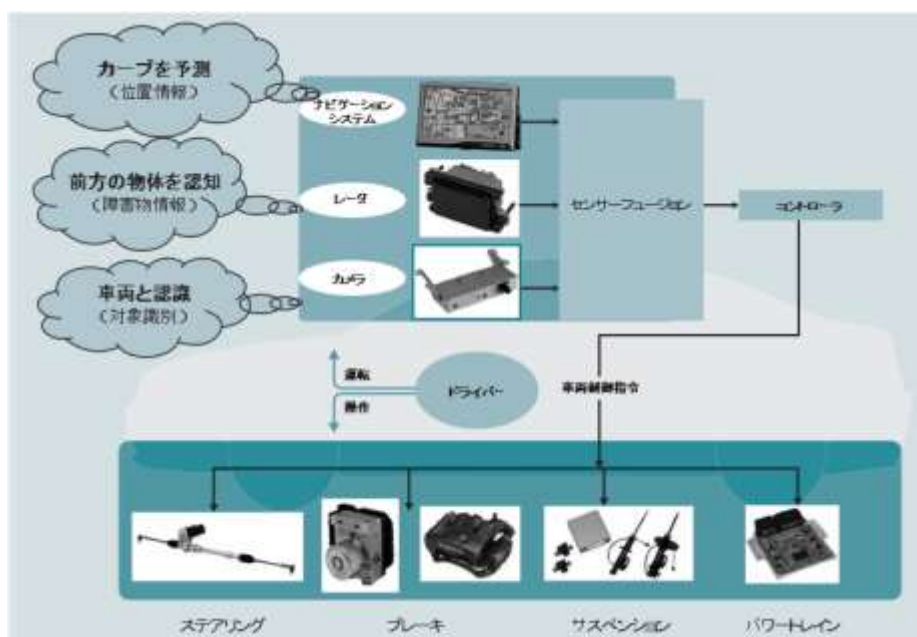 カーブを予測
(位置情報)
ナビゲーション
システム
前方の物体を認知
(障害物情報)
レーダ
センサーフュージョン
コントローラ
カメラ
車両と認識
(対象識別)
運転
ドライバー
車両制御指令
操作
ステアリング
ブレーキ
サスペンション
パワートレイン